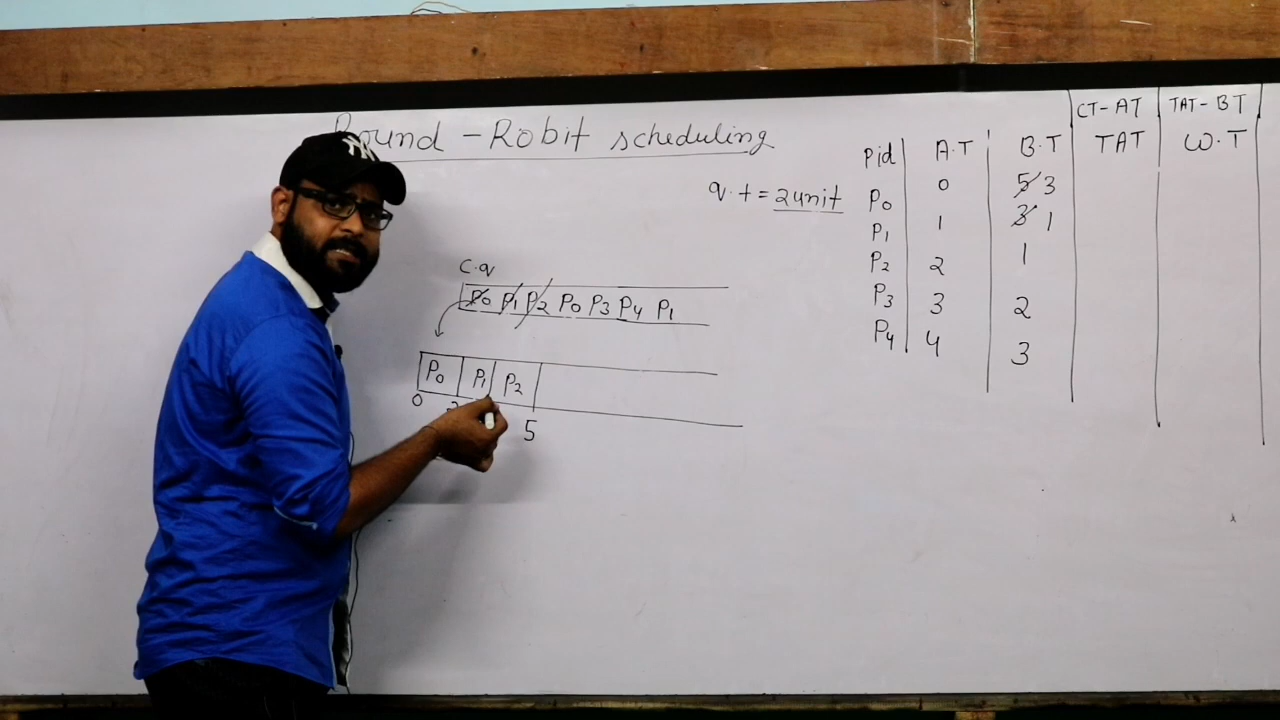 Round - Robit scheduling
q.t = 2unit
C.q
P0 P1 P2 P0 P3 P4 P1
P0 P1 P2
0 2 5
CT-AT TAT-BT
Pid A.T B.T TAT W.T
P0 0 5 3
P1 1 3 1
P2 2 1
P3 3 2
P4 4 3